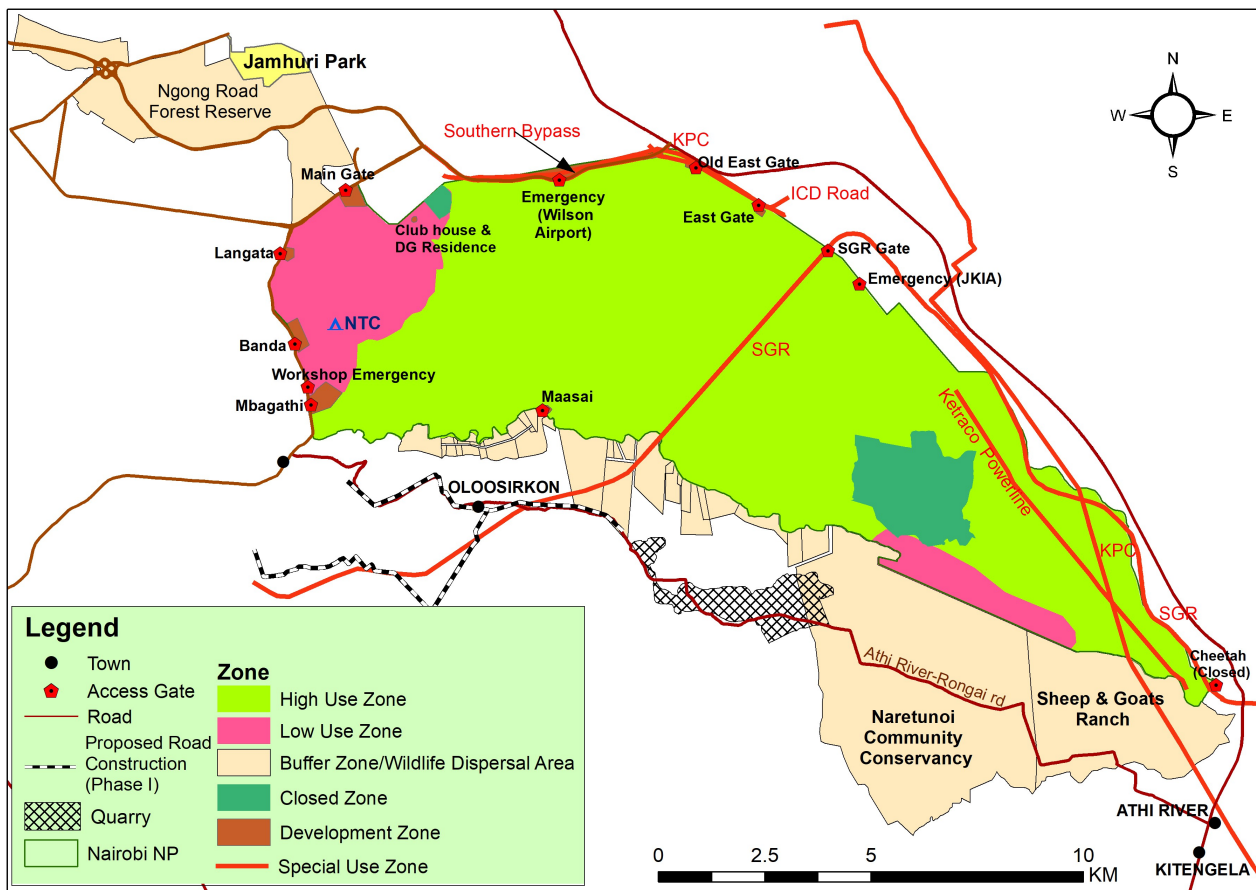 Jamhuri Park
Ngong Road
Forest Reserve
N
W
E
S
Southern Bypass
KPC
Old East Gate
Main Gate
ICD Road
Emergency
(Wilson
Airport)
East Gate
Club house &
DG Residence
Langata
SGR Gate
Emergency (JKIA)
NTC
Banda
SGR
Workshop Emergency
Mbagathi
Maasai
Ketraco Powerline
OLOOSIRKON
KPC
SGR
Cheetah
(Closed)
Athi River-Rongai rd
Sheep & Goats
Ranch
Naretunoi
Community
Conservancy
ATHI RIVER
KITENGELA
Legend
Town
Access Gate
Road
Proposed Road
Construction
(Phase I)
Quarry
Nairobi NP
Zone
High Use Zone
Low Use Zone
Buffer Zone/Wildlife Dispersal Area
Closed Zone
Development Zone
Special Use Zone
0 2.5 5 10
KM